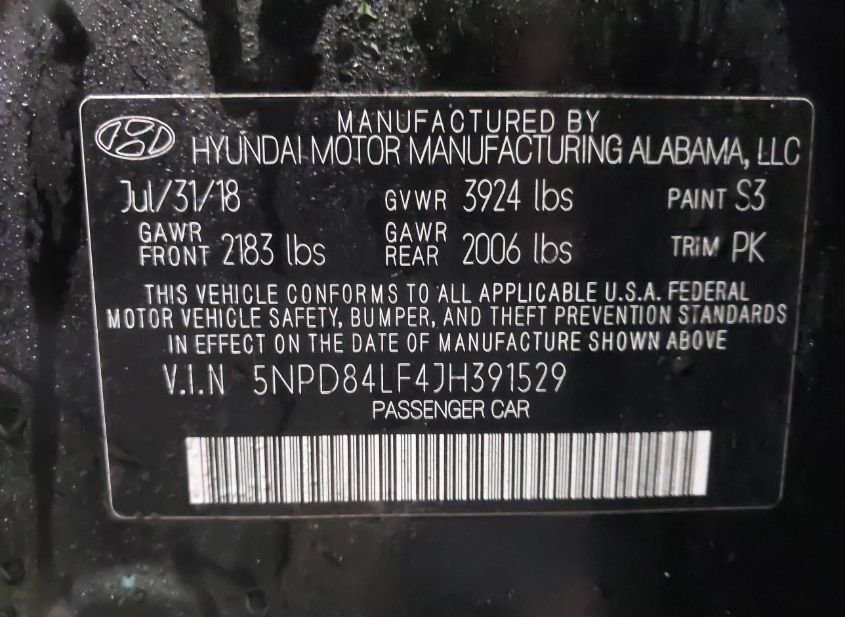 MANUFACTURED BY
HYUNDAI MOTOR MANUFACTURING ALABAMA, LLC
Jul/31/18 GVWR 3924 lbs PAINT S3
GAWR FRONT 2183 lbs GAWR REAR 2006 lbs TRIM PK
THIS VEHICLE CONFORMS TO ALL APPLICABLE U.S.A. FEDERAL
MOTOR VEHICLE SAFETY, BUMPER, AND THEFT PREVENTION STANDARDS
IN EFFECT ON THE DATE OF MANUFACTURE SHOWN ABOVE
V.I.N 5NPD84LF4JH391529
PASSENGER CAR